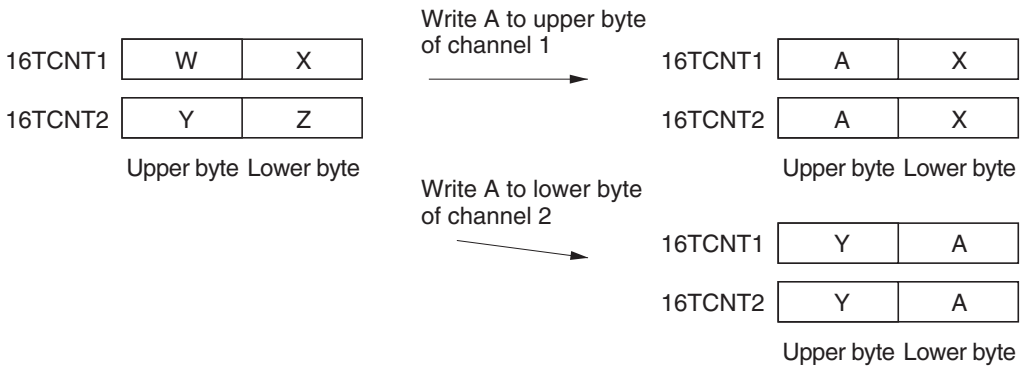 Write A to upper byte
of channel 1
16TCNT1 W X
16TCNT1 A X
16TCNT2 Y Z
16TCNT2 A X
Upper byte Lower byte
Upper byte Lower byte
Write A to lower byte
of channel 2
16TCNT1 Y A
16TCNT2 Y A
Upper byte Lower byte